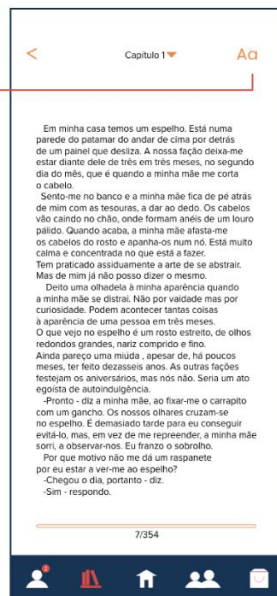 Capítulo 1
Aa
Em minha casa temos um espelho. Está numa
parede do patamar do andar de cima por detrás
de um painel que desliza. A nossa fação deixa-me
estar diante dele de três em três meses, no segundo
dia do mês, que é quando a minha mãe me corta
o cabelo.
Sento-me no banco e a minha mãe fica de pé atrás
de mim com as tesouras, a dar ao dedo. Os cabelos
vão caindo no chão, onde formam anéis de um louro
pálido. Quando acaba, a minha mãe afasta-me
os cabelos do rosto e apanha-os num nó. Está muito
calma e concentrada no que está a fazer.
Tem praticado assiduamente a arte de se abstrair.
Mas de mim já não posso dizer o mesmo.
Deito uma olhadela à minha aparência quando
a minha mãe se distrai. Não por vaidade mas por
curiosidade. Podem acontecer tantas coisas
à aparência de uma pessoa em três meses.
O que vejo no espelho é um rosto estreito, de olhos
redondos grandes, nariz comprido e fino.
Ainda pareço uma miúda , apesar de, há poucos
meses, ter feito dezasseis anos. As outras fações
festejam os aniversários, mas nós não. Seria um ato
egoísta de autoindulgência.
-Pronto - diz a minha mãe, ao fixar-me o carrapito
com um gancho. Os nossos olhares cruzam-se
no espelho. É demasiado tarde para eu conseguir
evitá-lo, mas, em vez de me repreender, a minha mãe
sorri, a observar-nos. Eu franzo o sobrolho.
Por que motivo não me dá um raspanete
por eu estar a ver-me ao espelho?
-Chegou o dia, portanto - diz.
-Sim - respondo.
7/354